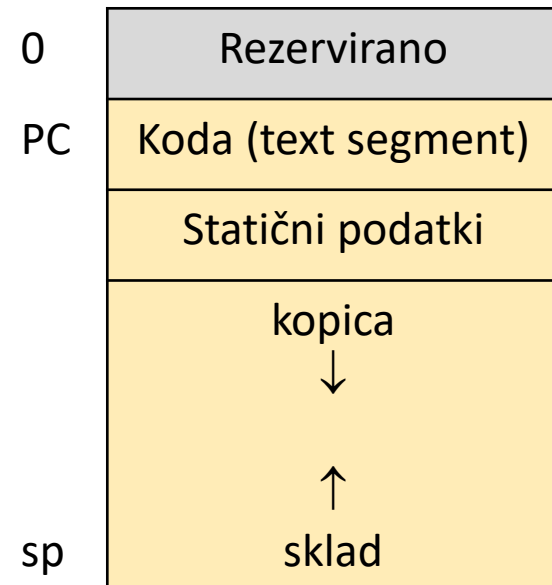 0 Rezervirano
PC Koda (text segment)
Statični podatki
kopica
↓
↑
sp sklad